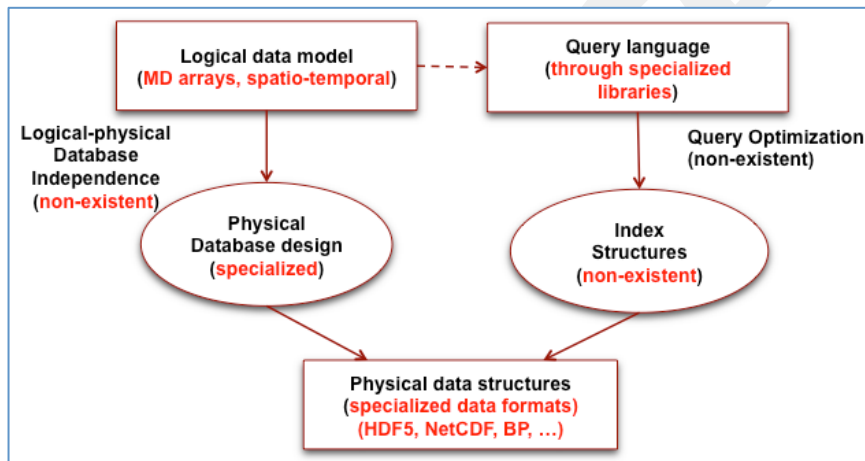 Logical data model
(MD arrays, spatio-temporal)
Query language
(through specialized
libraries)
Logical-physical
Database
Independence
(non-existent)
Query Optimization
(non-existent)
Physical
Database design
(specialized)
Index
Structures
(non-existent)
Physical data structures
(specialized data formats)
(HDF5, NetCDF, BP, …)